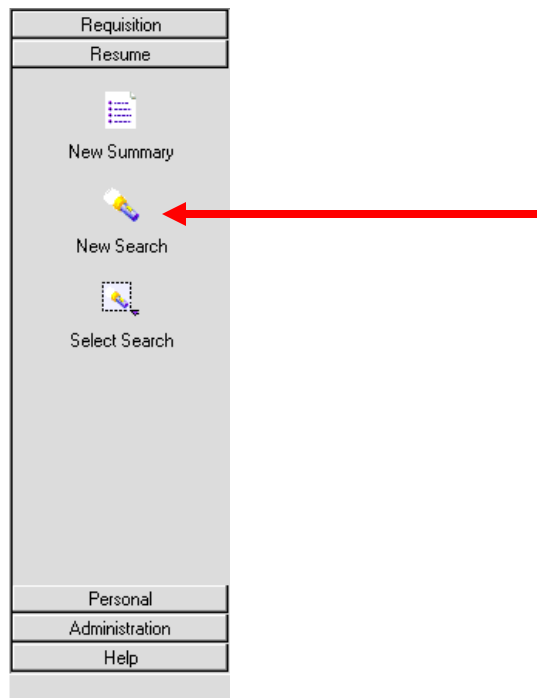 Requisition
Resume
New Summary
New Search
Select Search
Personal
Administration
Help